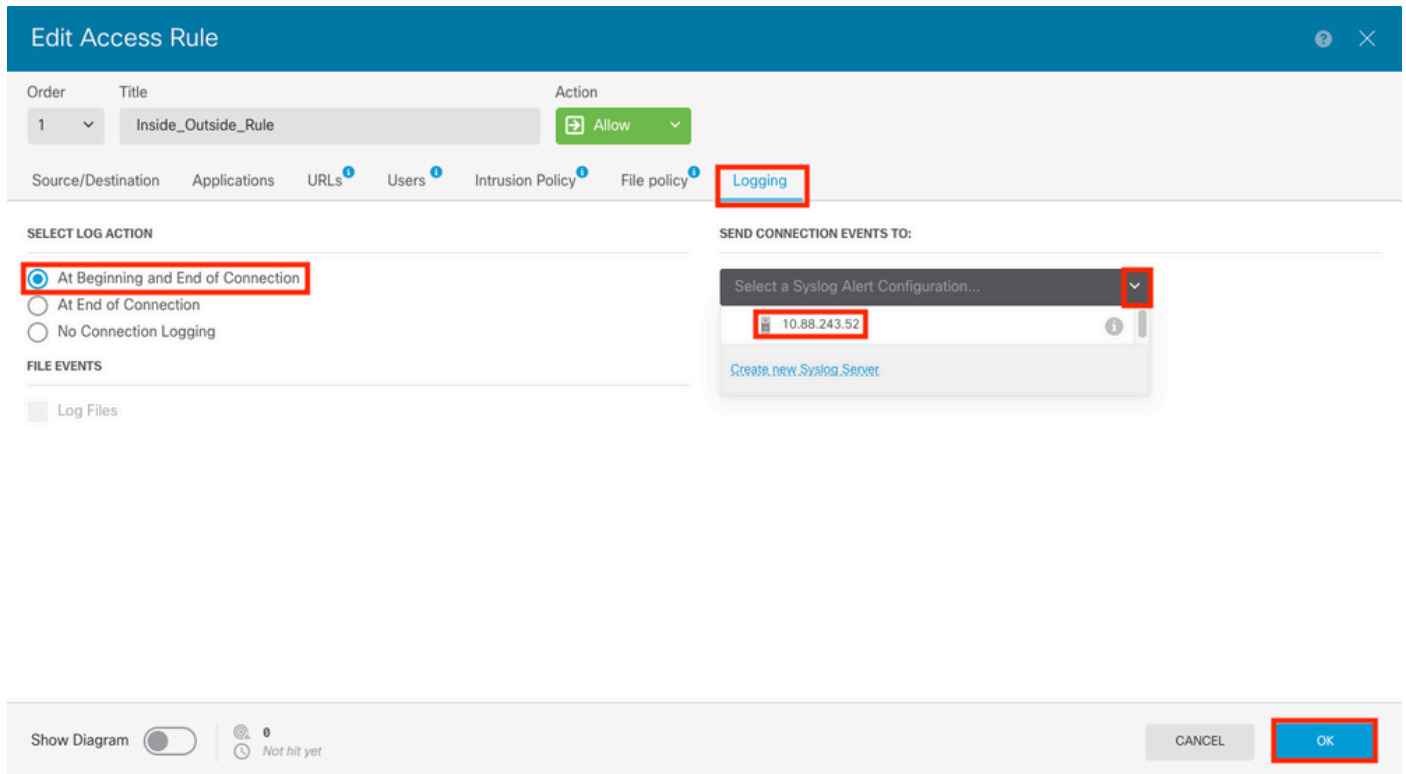 Edit Access Rule
Order
Title
Action
1
Inside_Outside_Rule
Allow
Source/Destination
Applications
URLs
Users
Intrusion Policy
File policy
Logging
SELECT LOG ACTION
At Beginning and End of Connection
At End of Connection
No Connection Logging
FILE EVENTS
Log Files
SEND CONNECTION EVENTS TO:
Select a Syslog Alert Configuration...
10.88.243.52
Create new Syslog Server
Show Diagram
0
Not hit yet
CANCEL
OK